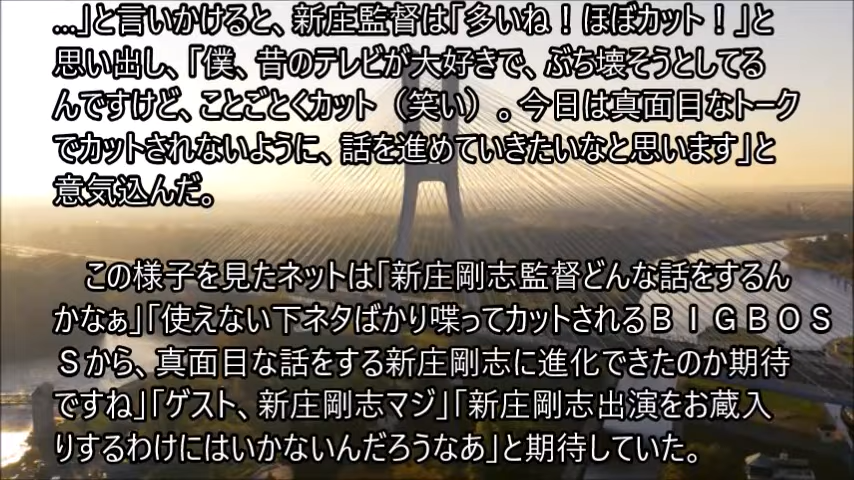 …」と言いかけると、新庄監督は「多いね！ほぼカット！」と
思い出し、「僕、昔のテレビが大好きで、ぶち壊そうとしてる
んですけど、ことごとくカット（笑い）。今日は真面目なトーク
でカットされないように、話を進めていきたいなと思います」と
意気込んだ。
この様子を見たネットは「新庄剛志監督どんな話をするん
かなぁ」「使えない下ネタばかり喋ってカットされるＢＩＧＢＯＳ
Ｓから、真面目な話をする新庄剛志に進化できたのか期待
ですね」「ゲスト、新庄剛志マジ」「新庄剛志出演をお蔵入
りするわけにはいかないんだろうなあ」と期待していた。